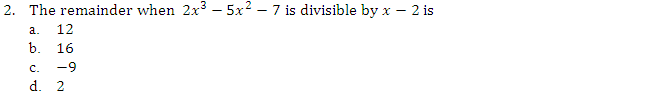 2. The remainder when 2x³ − 5x² − 7 is divisible by x − 2 is
a. 12
b. 16
c. −9
d. 2